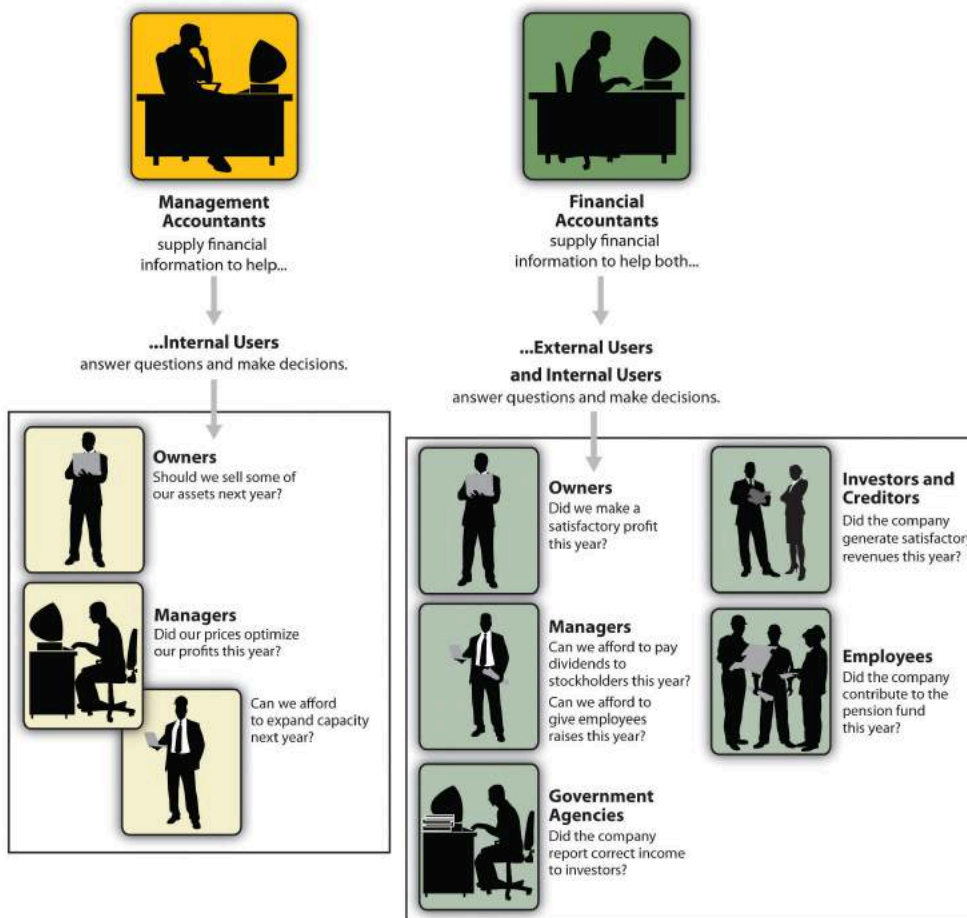 Management
Accountants
supply financial
information to help...
...Internal Users
answer questions and make decisions.
Owners
Should we sell some of
our assets next year?
Managers
Did our prices optimize
our profits this year?
Can we afford
to expand capacity
next year?
Financial
Accountants
supply financial
information to help both...
...External Users
and Internal Users
answer questions and make decisions.
Owners
Did we make a
satisfactory profit
this year?
Managers
Can we afford to pay
dividends to
stockholders this year?
Can we afford to
give employees
raises this year?
Government
Agencies
Did the company
report correct income
to investors?
Investors and
Creditors
Did the company
generate satisfactory
revenues this year?
Employees
Did the company
contribute to the
pension fund
this year?